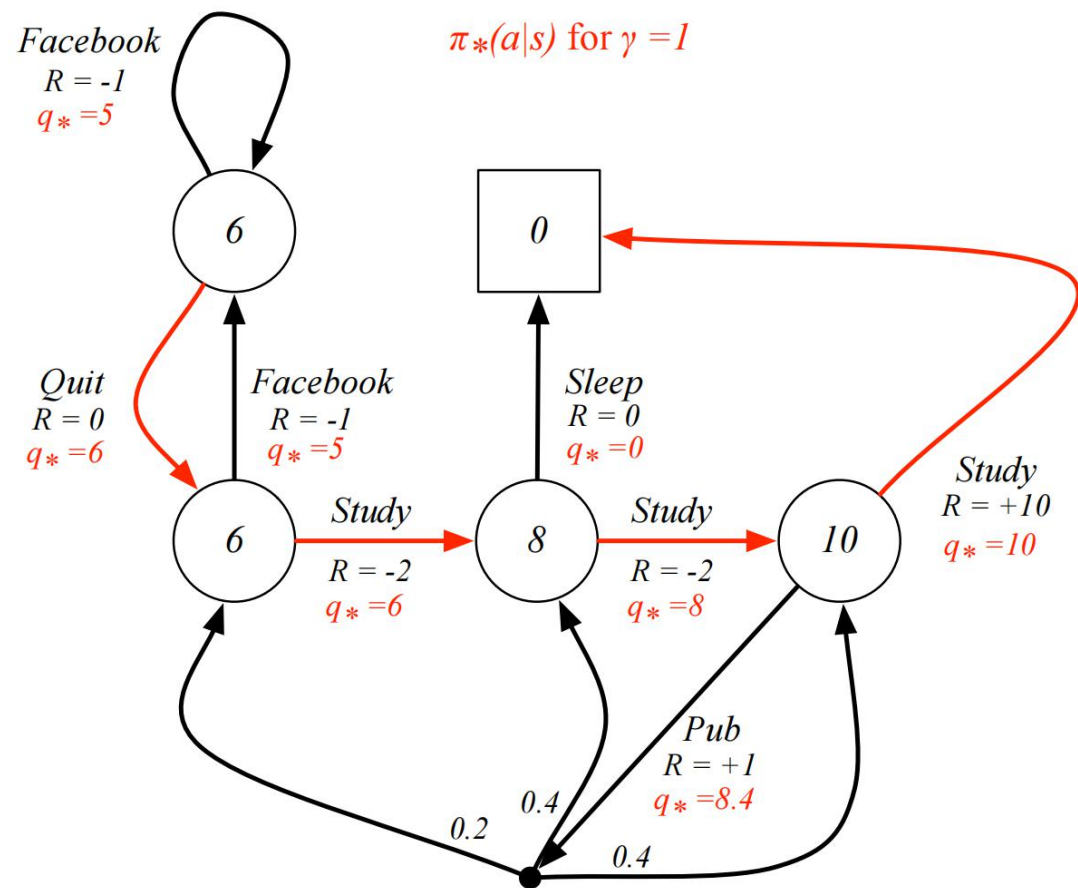 π*(a|s) for γ =1
Facebook
R = -1
q* =5
6
0
Quit
R = 0
q* =6
Facebook
R = -1
q* =5
Sleep
R = 0
q* =0
Study
R = +10
q* =10
6
Study
R = -2
q* =6
8
Study
R = -2
q* =8
10
Pub
R = +1
q* =8.4
0.2
0.4
0.4